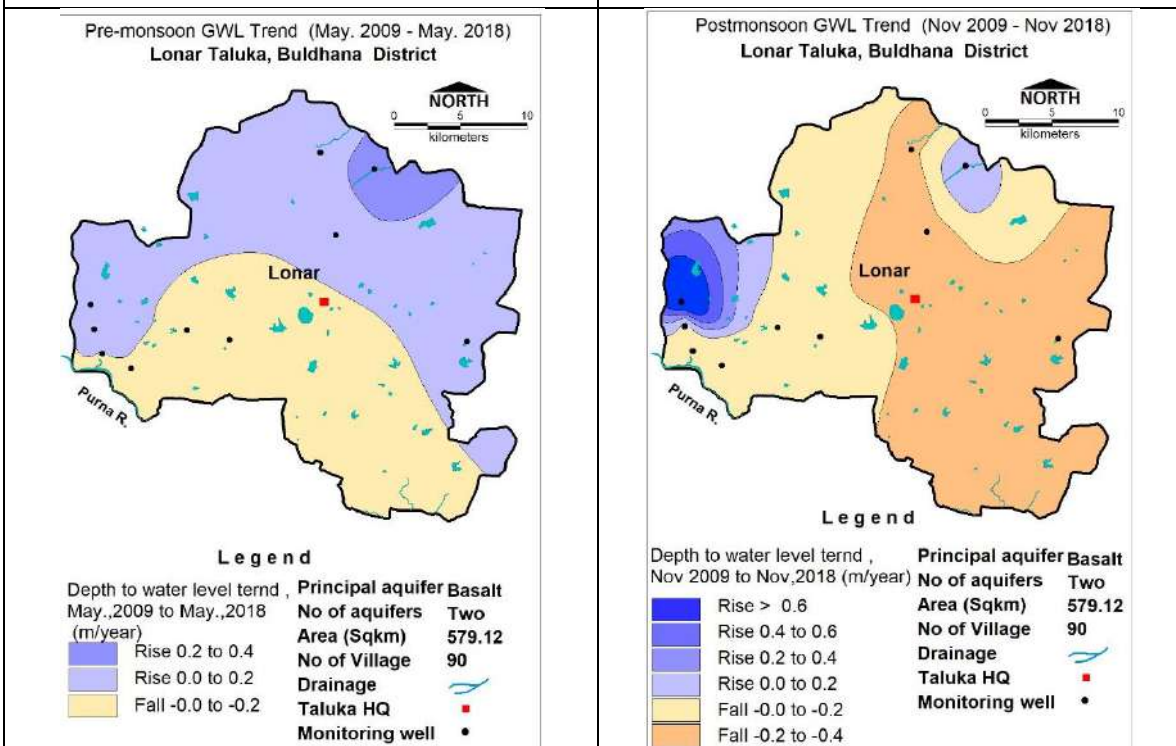 Pre-monsoon GWL Trend (May. 2009 - May. 2018)
Lonar Taluka, Buldhana District
NORTH
0 5 10
kilometers
Lonar
Purna R.
Legend
Depth to water level ternd ,
May.,2009 to May.,2018
(m/year)
Rise 0.2 to 0.4
Rise 0.0 to 0.2
Fall -0.0 to -0.2
Principal aquifer Basalt
No of aquifers Two
Area (Sqkm) 579.12
No of Village 90
Drainage
Taluka HQ
Monitoring well
Postmonsoon GWL Trend (Nov 2009 - Nov 2018)
Lonar Taluka, Buldhana District
NORTH
0 5 10
kilometers
Lonar
Purna R.
Legend
Depth to water level ternd ,
Nov 2009 to Nov,2018 (m/year)
Rise > 0.6
Rise 0.4 to 0.6
Rise 0.2 to 0.4
Rise 0.0 to 0.2
Fall -0.0 to -0.2
Fall -0.2 to -0.4
Principal aquifer Basalt
No of aquifers Two
Area (Sqkm) 579.12
No of Village 90
Drainage
Taluka HQ
Monitoring well